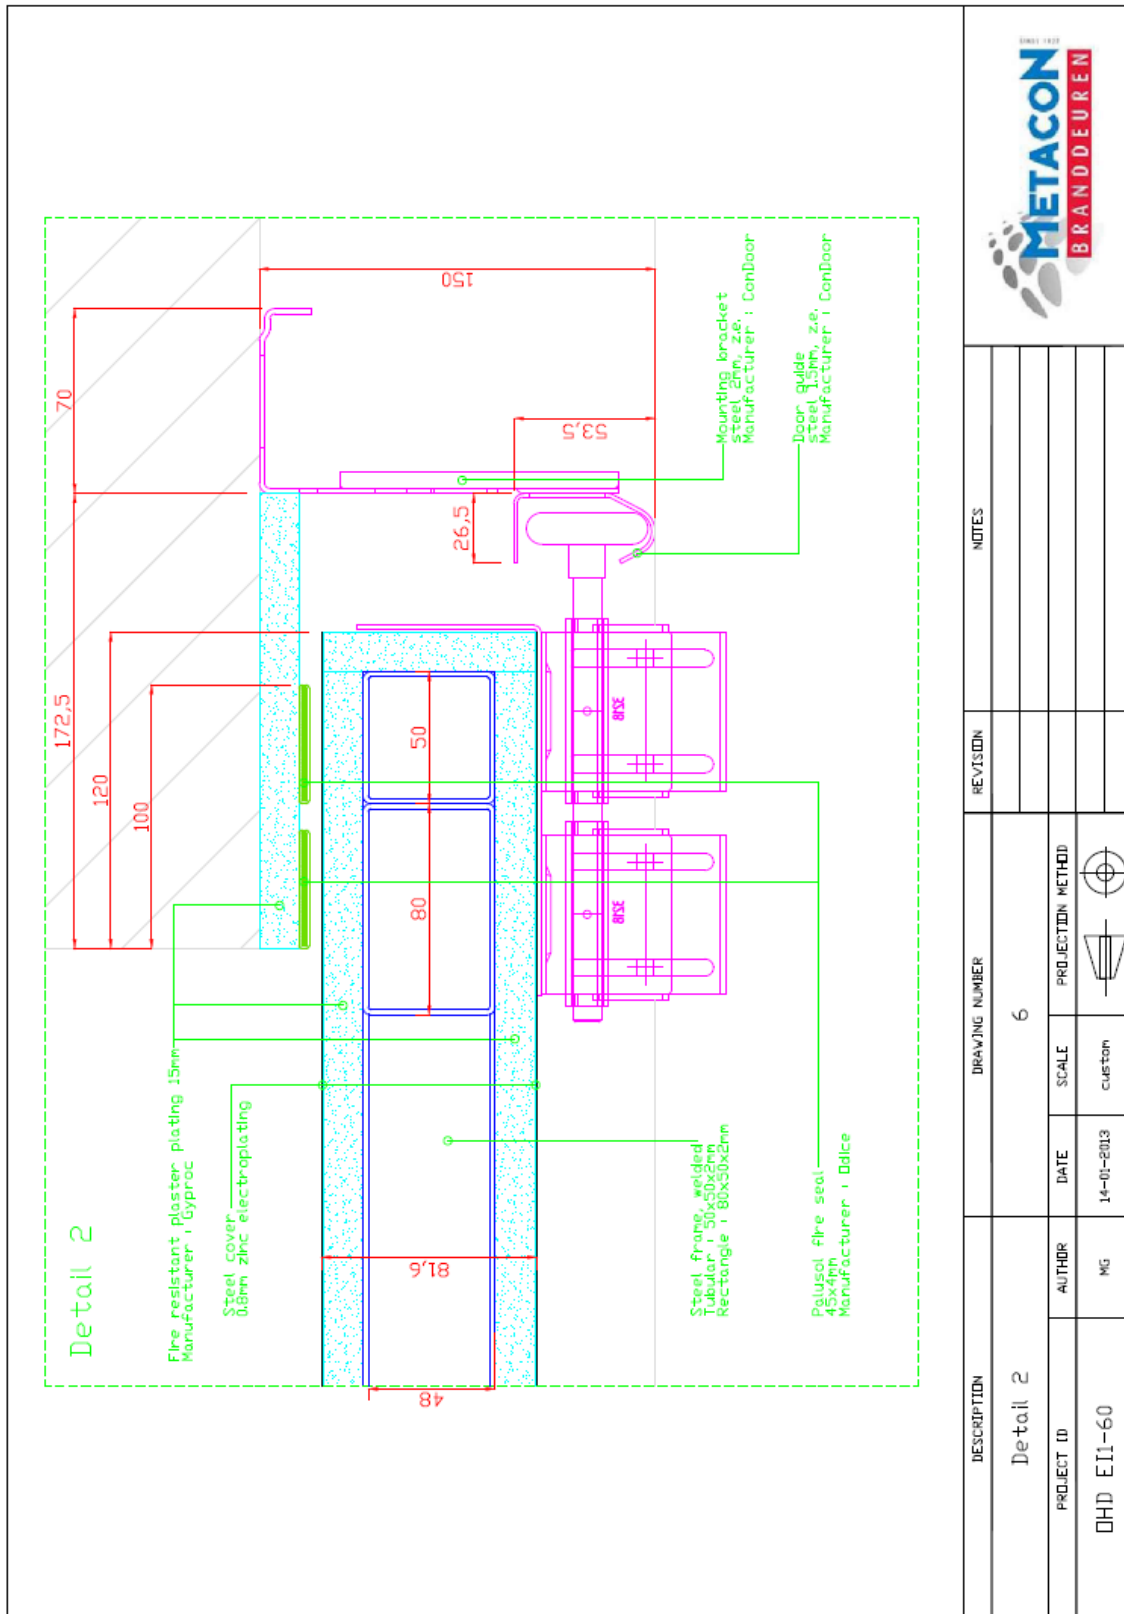 Detail 2
Fire resistant plaster plating 15mm
Manufacturer : Gyproc
Steel cover
0.8mm zinc electroplating
172,5
70
120
100
150
53,5
26,5
50
80
81,6
48
3218
3218
Mounting bracket
steel 2mm, z.e.
Manufacturer : ConDoor
Door guide
steel 1.5mm, z.e.
Manufacturer : ConDoor
Steel frame, welded
Tubular : 50x50x2mm
Rectangle : 80x50x2mm
Palusol fire seal
45x4mm
Manufacturer : Odice
DESCRIPTION
Detail 2
DRAWING NUMBER
6
REVISION
NOTES
PROJECT ID
OHD EI1-60
AUTHOR
MG
DATE
14-01-2013
SCALE
custom
PROJECTION METHOD
SINCE 1932
METACON
BRANDDEUREN